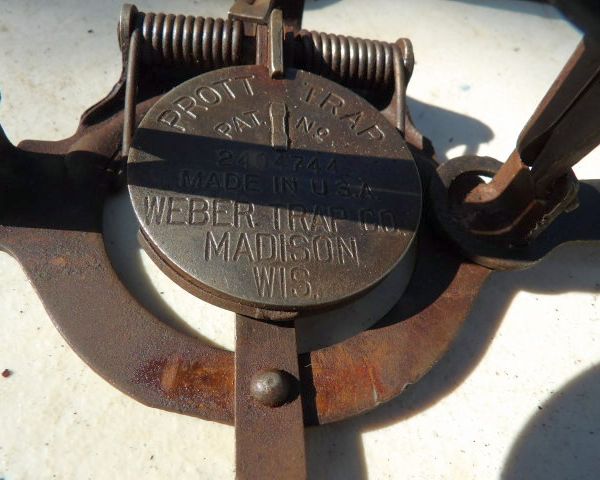 PROTT TRAP
PAT. No.
2404744
MADE IN U.S.A.
WEBER TRAP CO.
MADISON
WIS.